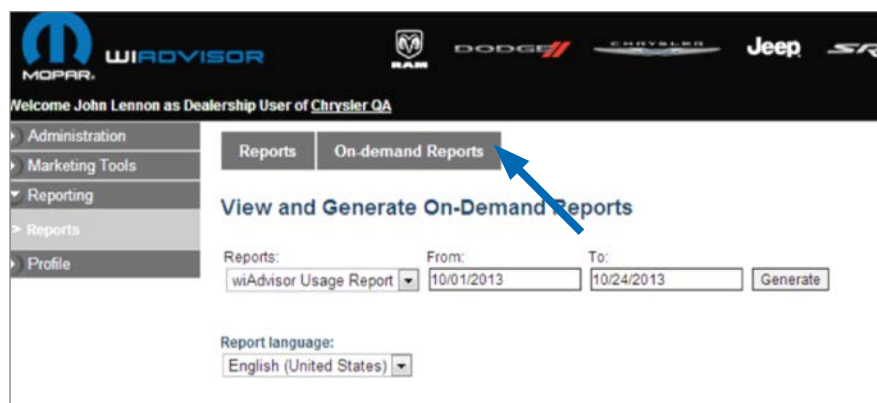 MOPAR.
WiADVISOR
RAM
DODGE
CHRYSLER
Jeep
SR
Welcome John Lennon as Dealership User of Chrysler QA
Administration
Marketing Tools
Reporting
> Reports
Profile
Reports
On-demand Reports
View and Generate On-Demand Reports
Reports:
From:
To:
wiAdvisor Usage Report
10/01/2013
10/24/2013
Generate
Report language:
English (United States)